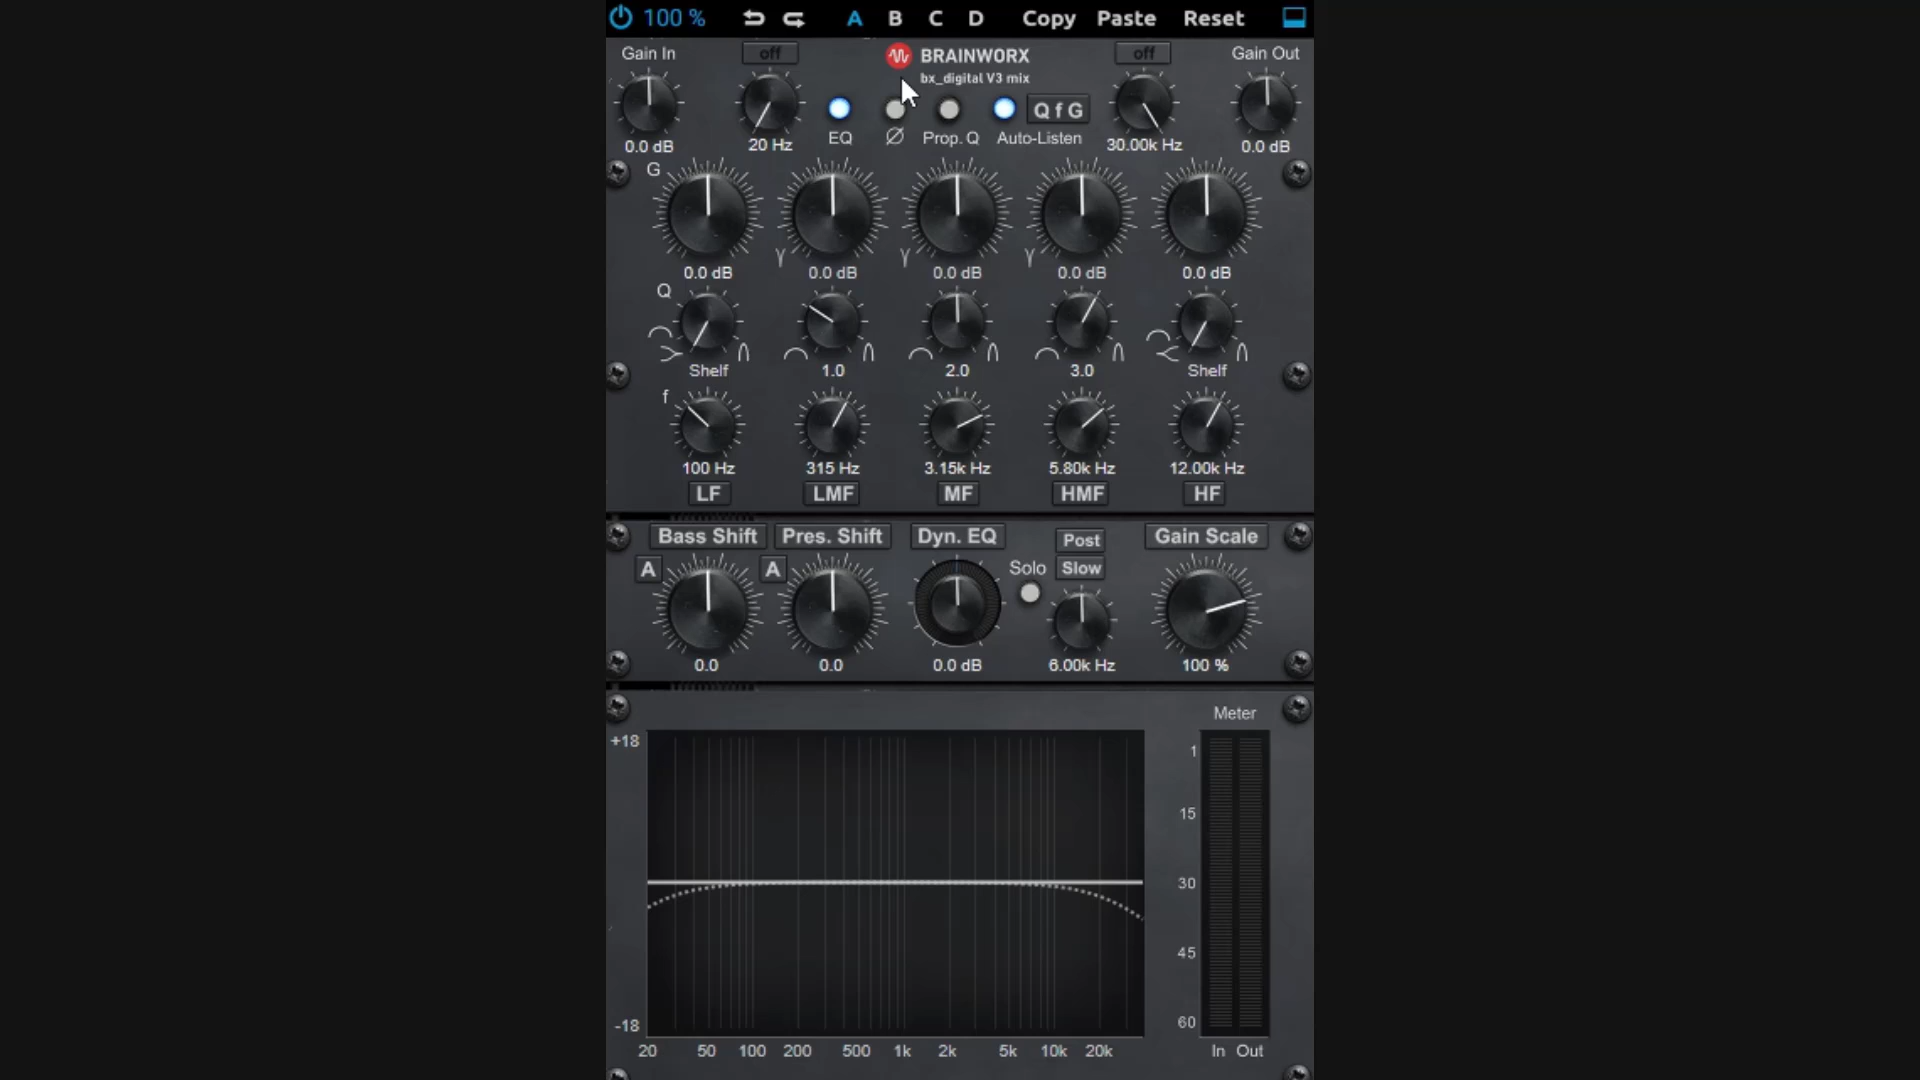 100 % A B C D Copy Paste Reset
Gain In off BRAINWORX off Gain Out
bx_digital V3 mix
Q f G
EQ Ø Prop. Q Auto-Listen
0.0 dB 20 Hz 30.00k Hz 0.0 dB
G
0.0 dB 0.0 dB 0.0 dB 0.0 dB 0.0 dB
Q
Shelf 1.0 2.0 3.0 Shelf
f
100 Hz 315 Hz 3.15k Hz 5.80k Hz 12.00k Hz
LF LMF MF HMF HF
Bass Shift Pres. Shift Dyn. EQ Post Gain Scale
A A Solo Slow
0.0 0.0 0.0 dB 6.00k Hz 100 %
Meter
+18
1
15
30
45
-18 60
20 50 100 200 500 1k 2k 5k 10k 20k In Out